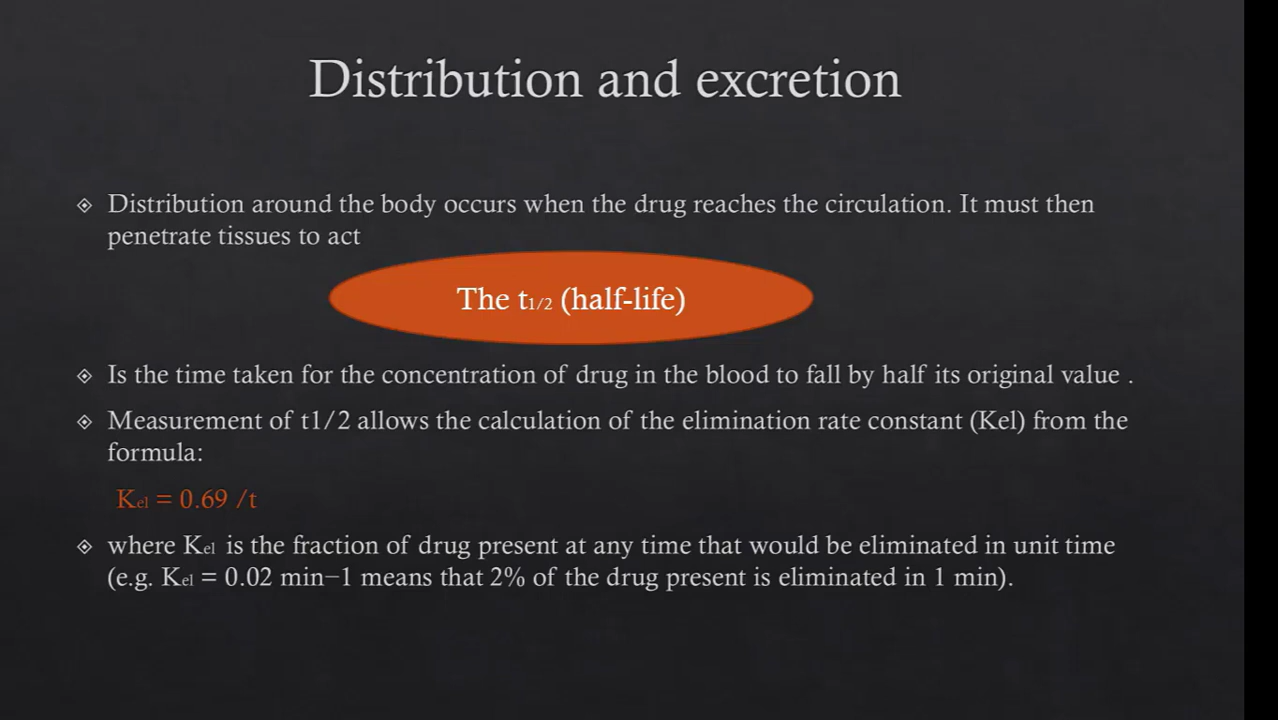 Distribution and excretion
Distribution around the body occurs when the drug reaches the circulation. It must then
penetrate tissues to act
The t1/2 (half-life)
Is the time taken for the concentration of drug in the blood to fall by half its original value .
Measurement of t1/2 allows the calculation of the elimination rate constant (Kel) from the
formula:
Kel = 0.69 /t
where Kel is the fraction of drug present at any time that would be eliminated in unit time
(e.g. Kel = 0.02 min−1 means that 2% of the drug present is eliminated in 1 min).